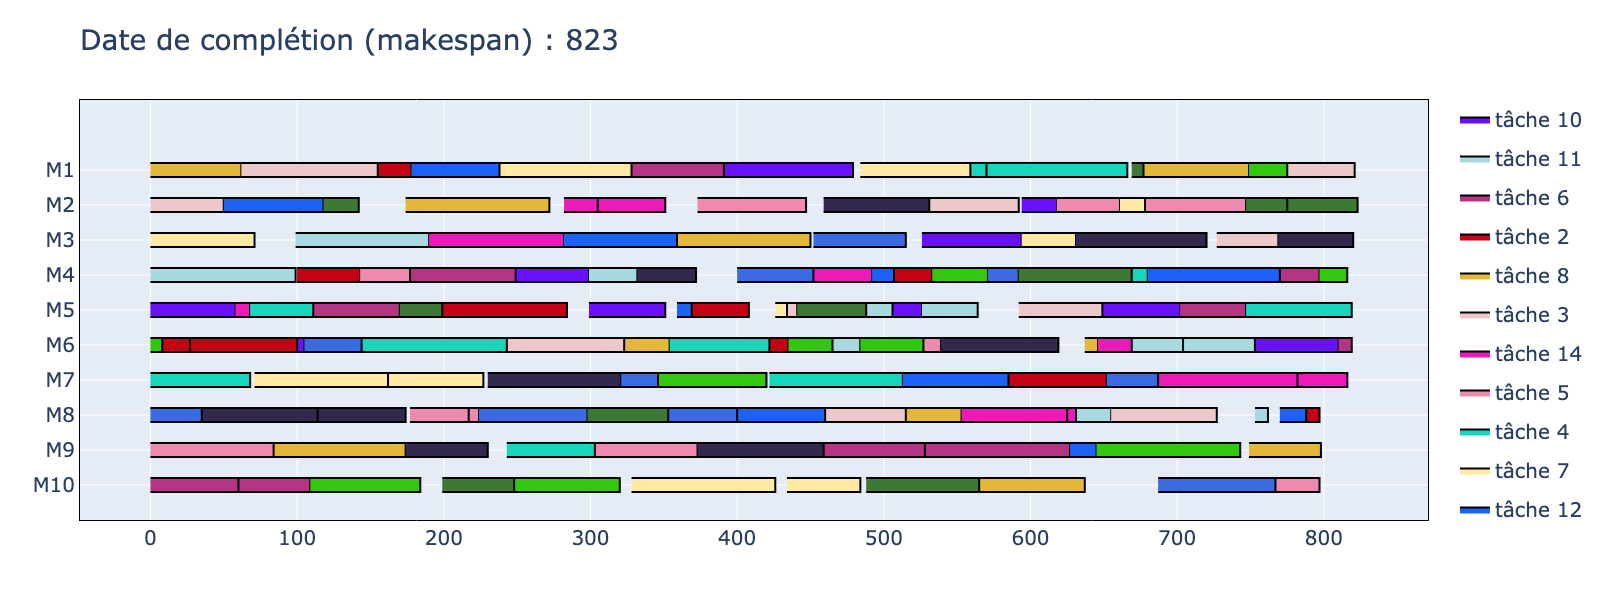 Date de complétion (makespan) : 823
M1
M2
M3
M4
M5
M6
M7
M8
M9
M10
0 100 200 300 400 500 600 700 800
tâche 10
tâche 11
tâche 6
tâche 2
tâche 8
tâche 3
tâche 14
tâche 5
tâche 4
tâche 7
tâche 12